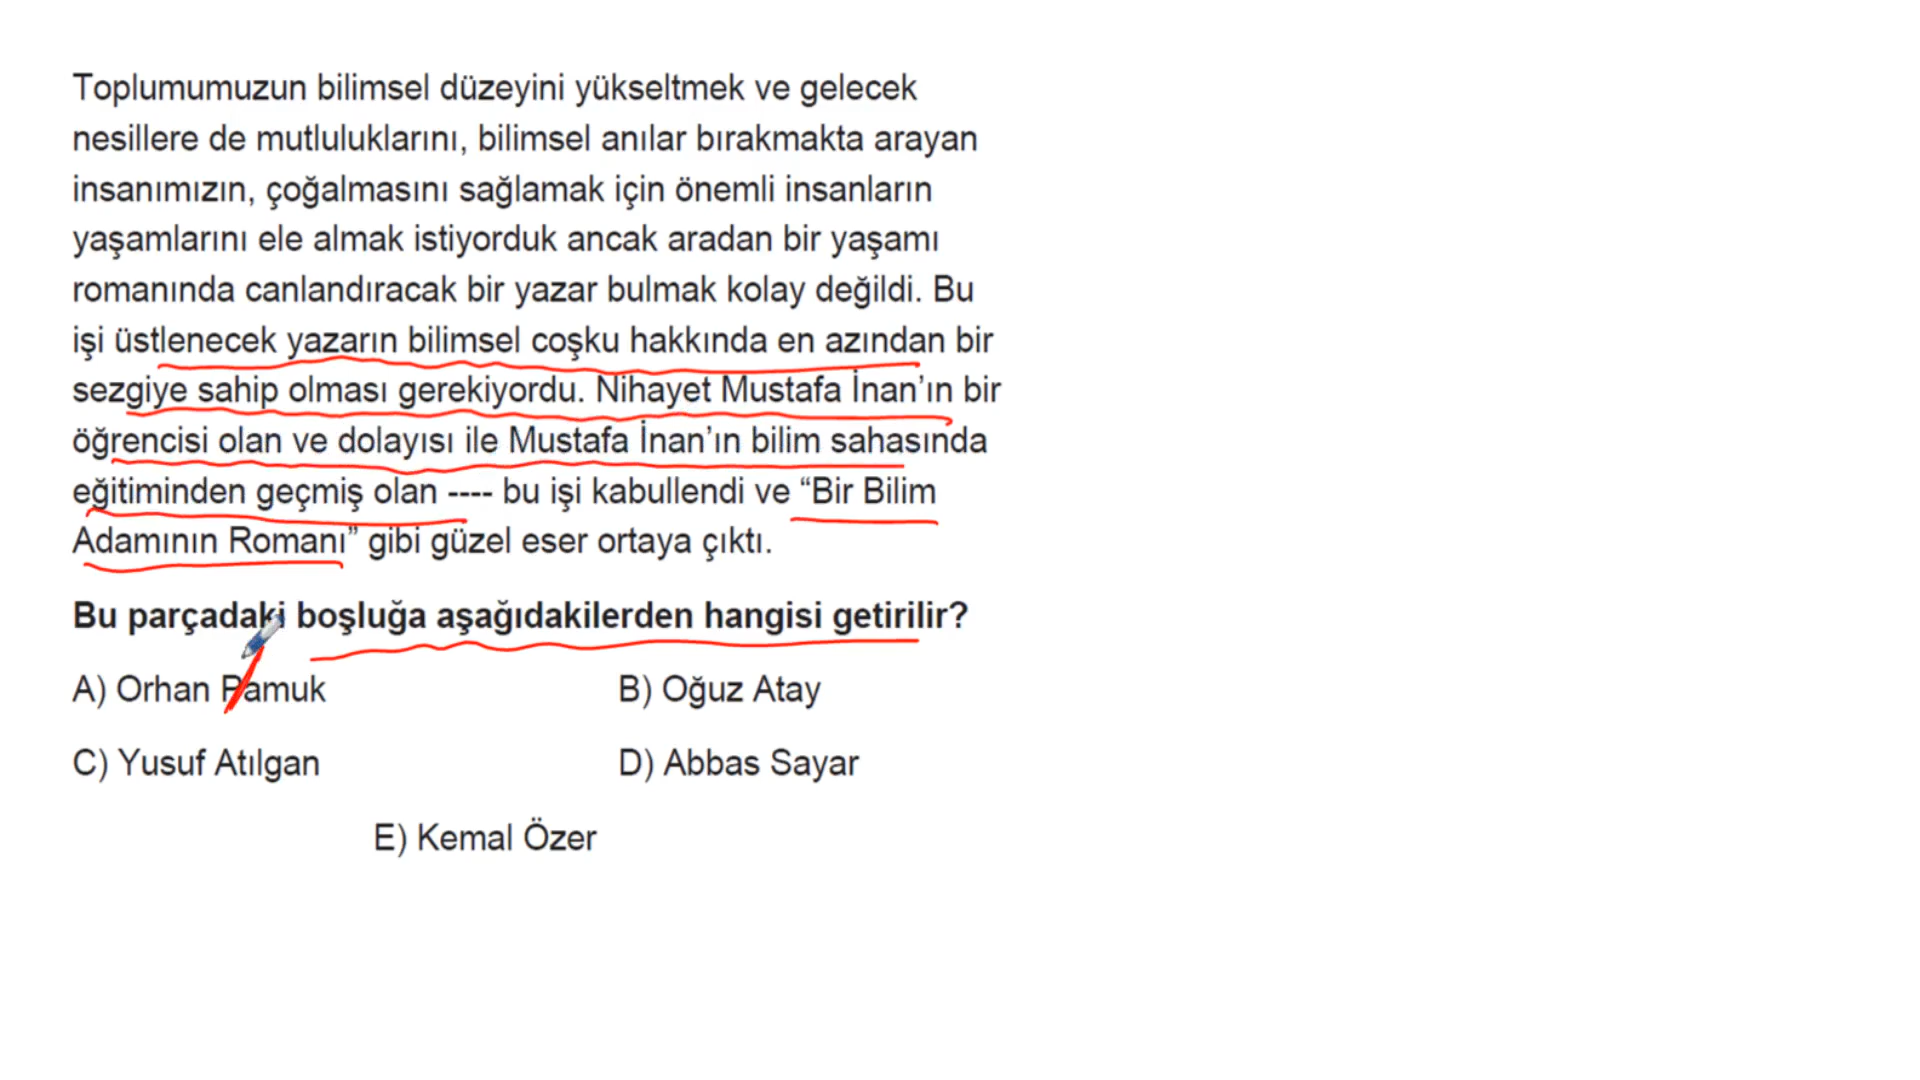 Toplumumuzun bilimsel düzeyini yükseltmek ve gelecek
nesillere de mutluluklarını, bilimsel anılar bırakmakta arayan
insanımızın, çoğalmasını sağlamak için önemli insanların
yaşamlarını ele almak istiyorduk ancak aradan bir yaşamı
romanında canlandıracak bir yazar bulmak kolay değildi. Bu
işi üstlenecek yazarın bilimsel coşku hakkında en azından bir
sezgiye sahip olması gerekiyordu. Nihayet Mustafa İnan’ın bir
öğrencisi olan ve dolayısı ile Mustafa İnan’ın bilim sahasında
eğitiminden geçmiş olan ---- bu işi kabullendi ve “Bir Bilim
Adamının Romanı” gibi güzel eser ortaya çıktı.
Bu parçadaki boşluğa aşağıdakilerden hangisi getirilir?
A) Orhan Pamuk B) Oğuz Atay
C) Yusuf Atılgan D) Abbas Sayar
E) Kemal Özer